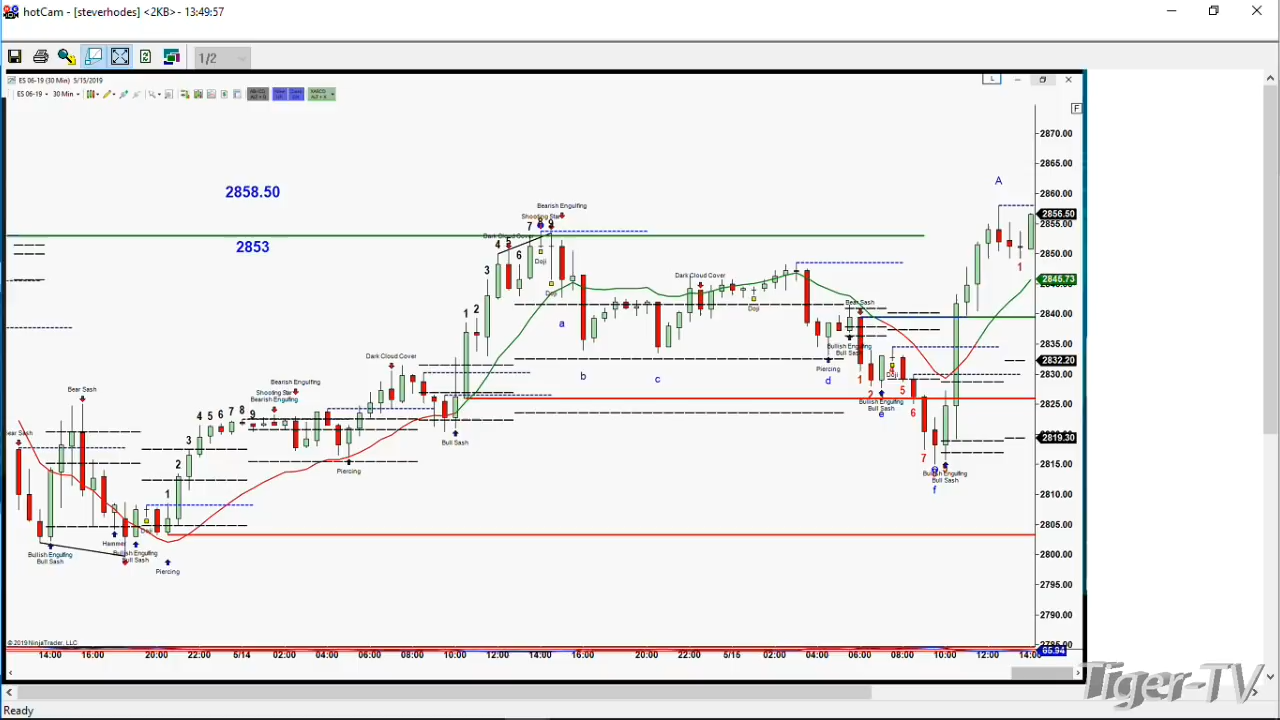 hotCam - [steverhodes] <2KB> - 13:49:57
1/2
ES 06-19 (30 Min) 5/15/2019
ES 06-19 30 Min
L
F
2870.00
2865.00
A
2858.50
2860.00
Bearish Engulfing
Shooting Star
2856.50
7 8 9
2855.00
Dark Cloud Cover
4 5
2853
6
2850.00
Doji
3
1
Dark Cloud Cover
2845.73
Doji
Doji
Bear Sash
1 2
2840.00
a
2835.00
Bullish Engulfing
Bull Sash
Dark Cloud Cover
2832.20
Piercing
b
c
d
Doji
2830.00
Bearish Engulfing
1
2
5
Bear Sash
Shooting Star
Bearish Engulfing
Bullish Engulfing
Bull Sash
2825.00
e
6
4 5 6 7 8 9
2820.00
Bear Sash
Bull Sash
2819.30
7
2815.00
2
3
Piercing
Bullish Engulfing
Bull Sash
f
2810.00
1
2805.00
Doji
Hammer
Bullish Engulfing
Bull Sash
Bullish Engulfing
Bull Sash
2800.00
Piercing
2795.00
2790.00
© 2019 NinjaTrader, LLC
2785.00
65.94
14:00 16:00 20:00 22:00 5/14 02:00 04:00 06:00 08:00 10:00 12:00 14:00 16:00 20:00 22:00 5/15 02:00 04:00 06:00 08:00 10:00 12:00 14:00
Tiger-TV
Ready